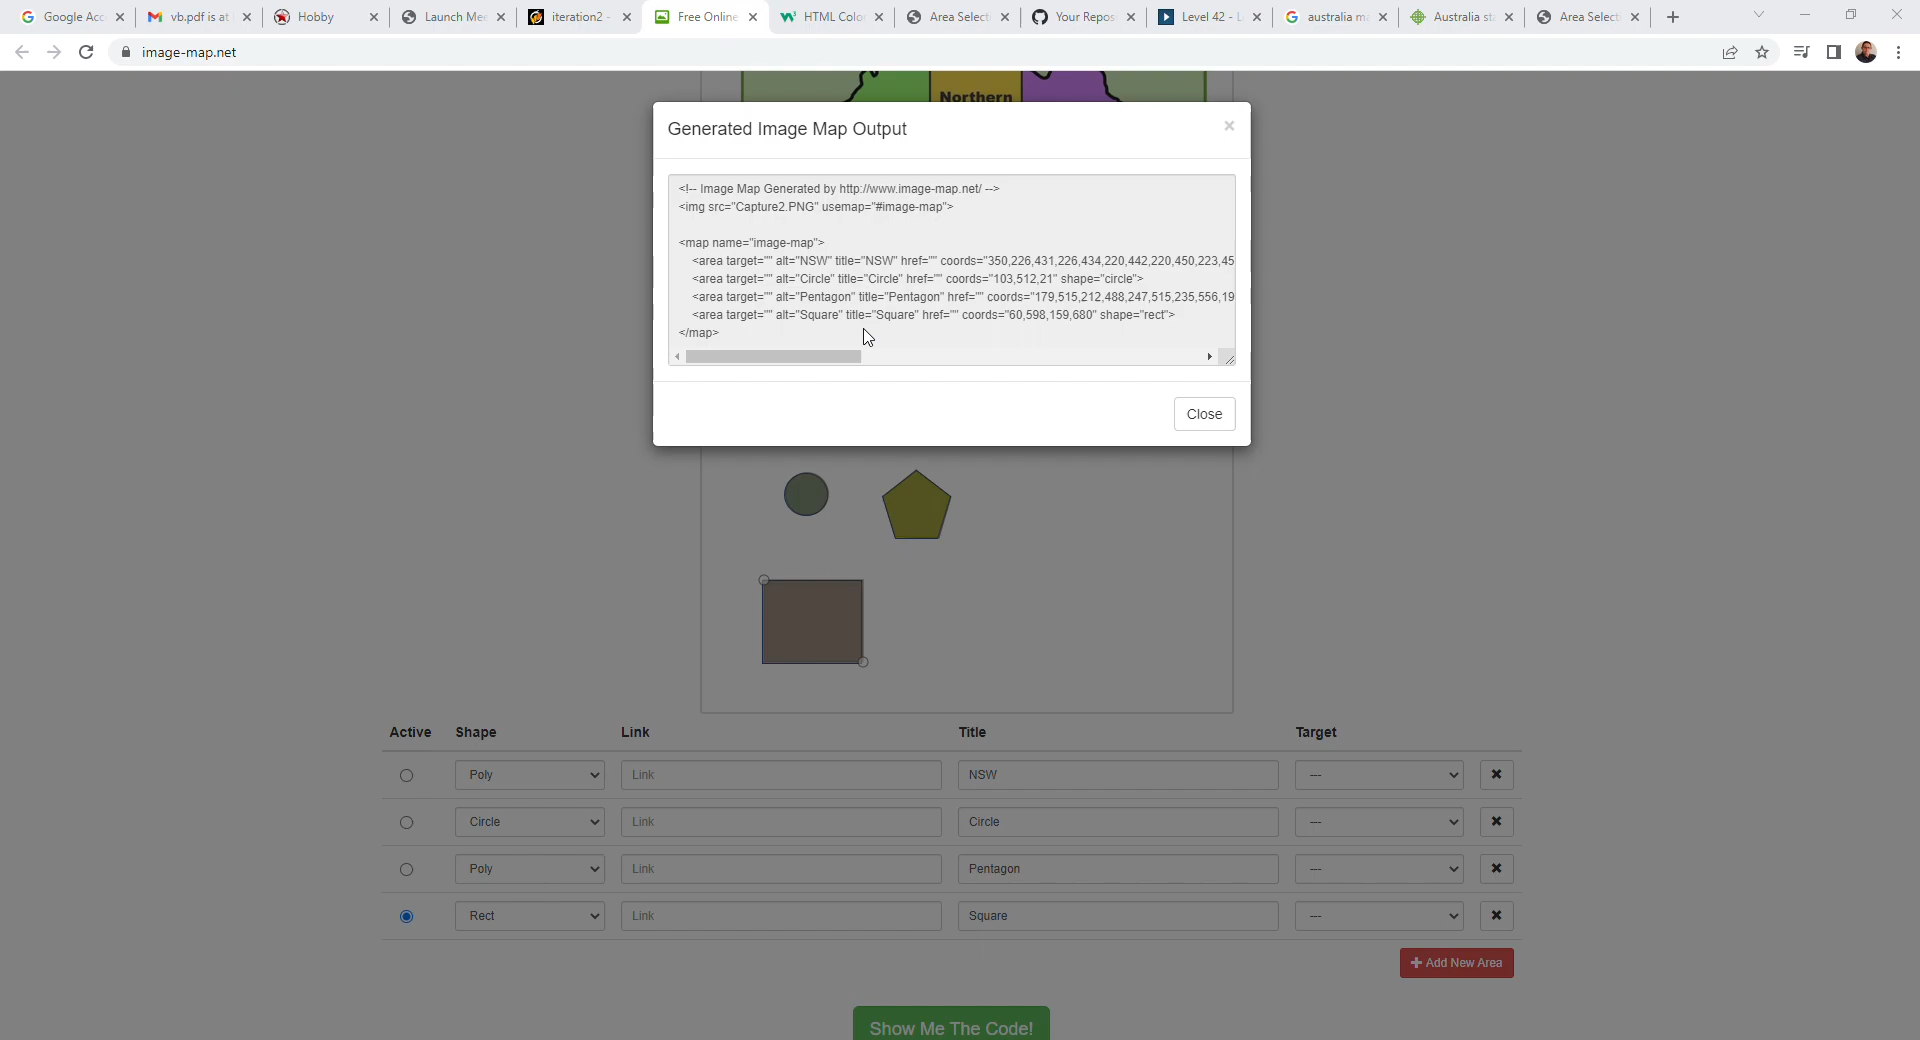 Google Acc
vb.pdf is at
Hobby
Launch Me
iteration2 -
Free Online
HTML Colo
Area Select
Your Repos
Level 42 - L
australia ma
Australia st
Area Select
image-map.net
Northern
Generated Image Map Output
×
<!-- Image Map Generated by http://www.image-map.net/ -->
<img src="Capture2.PNG" usemap="#image-map">
<map name="image-map">
<area target="" alt="NSW" title="NSW" href="" coords="350,226,431,226,434,220,442,220,450,223,45
<area target="" alt="Circle" title="Circle" href="" coords="103,512,21" shape="circle">
<area target="" alt="Pentagon" title="Pentagon" href="" coords="179,515,212,488,247,515,235,556,19
<area target="" alt="Square" title="Square" href="" coords="60,598,159,680" shape="rect">
</map>
Close
Active Shape Link Title Target
Poly Link NSW ---
Circle Link Circle ---
Poly Link Pentagon ---
Rect Link Square ---
Add New Area
Show Me The Code!